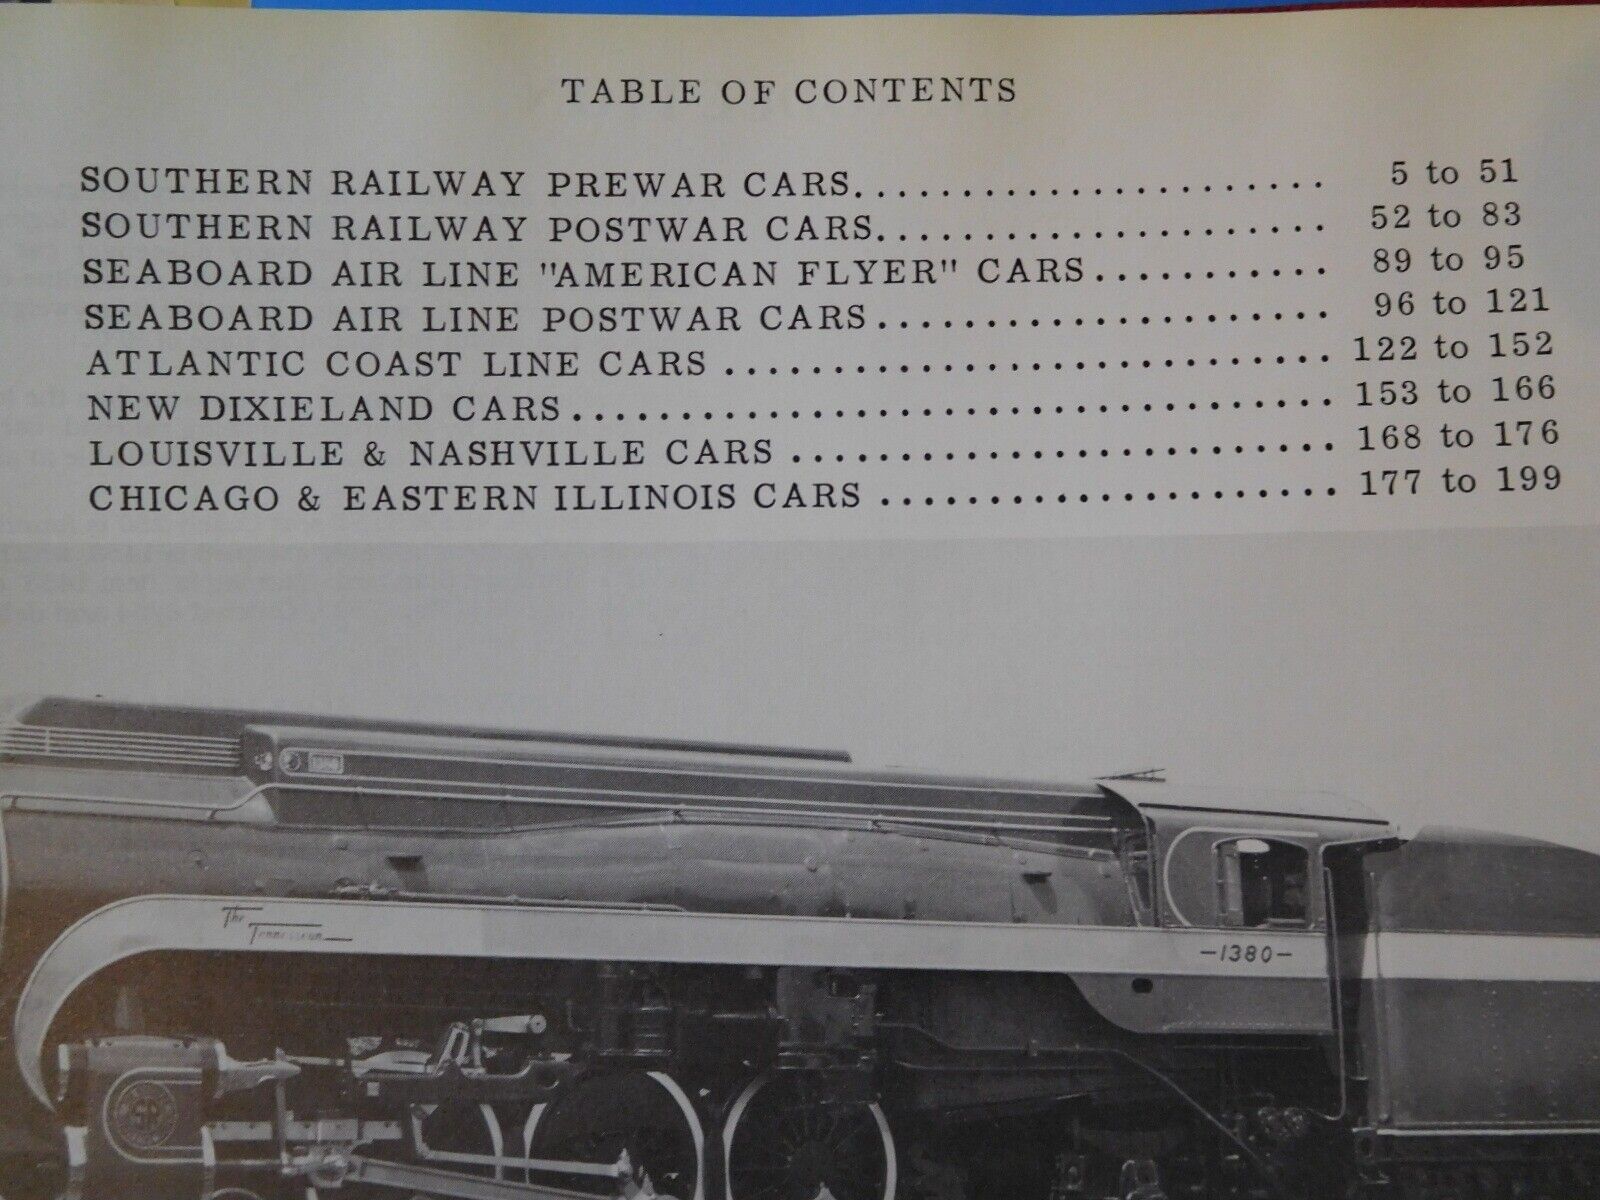 TABLE OF CONTENTS
SOUTHERN RAILWAY PREWAR CARS...................... 5 to 51
SOUTHERN RAILWAY POSTWAR CARS..................... 52 to 83
SEABOARD AIR LINE "AMERICAN FLYER" CARS........... 89 to 95
SEABOARD AIR LINE POSTWAR CARS..................... 96 to 121
ATLANTIC COAST LINE CARS ............................ 122 to 152
NEW DIXIELAND CARS................................... 153 to 166
LOUISVILLE & NASHVILLE CARS ......................... 168 to 176
CHICAGO & EASTERN ILLINOIS CARS ..................... 177 to 199
The
Tennessean
-1380-
SR